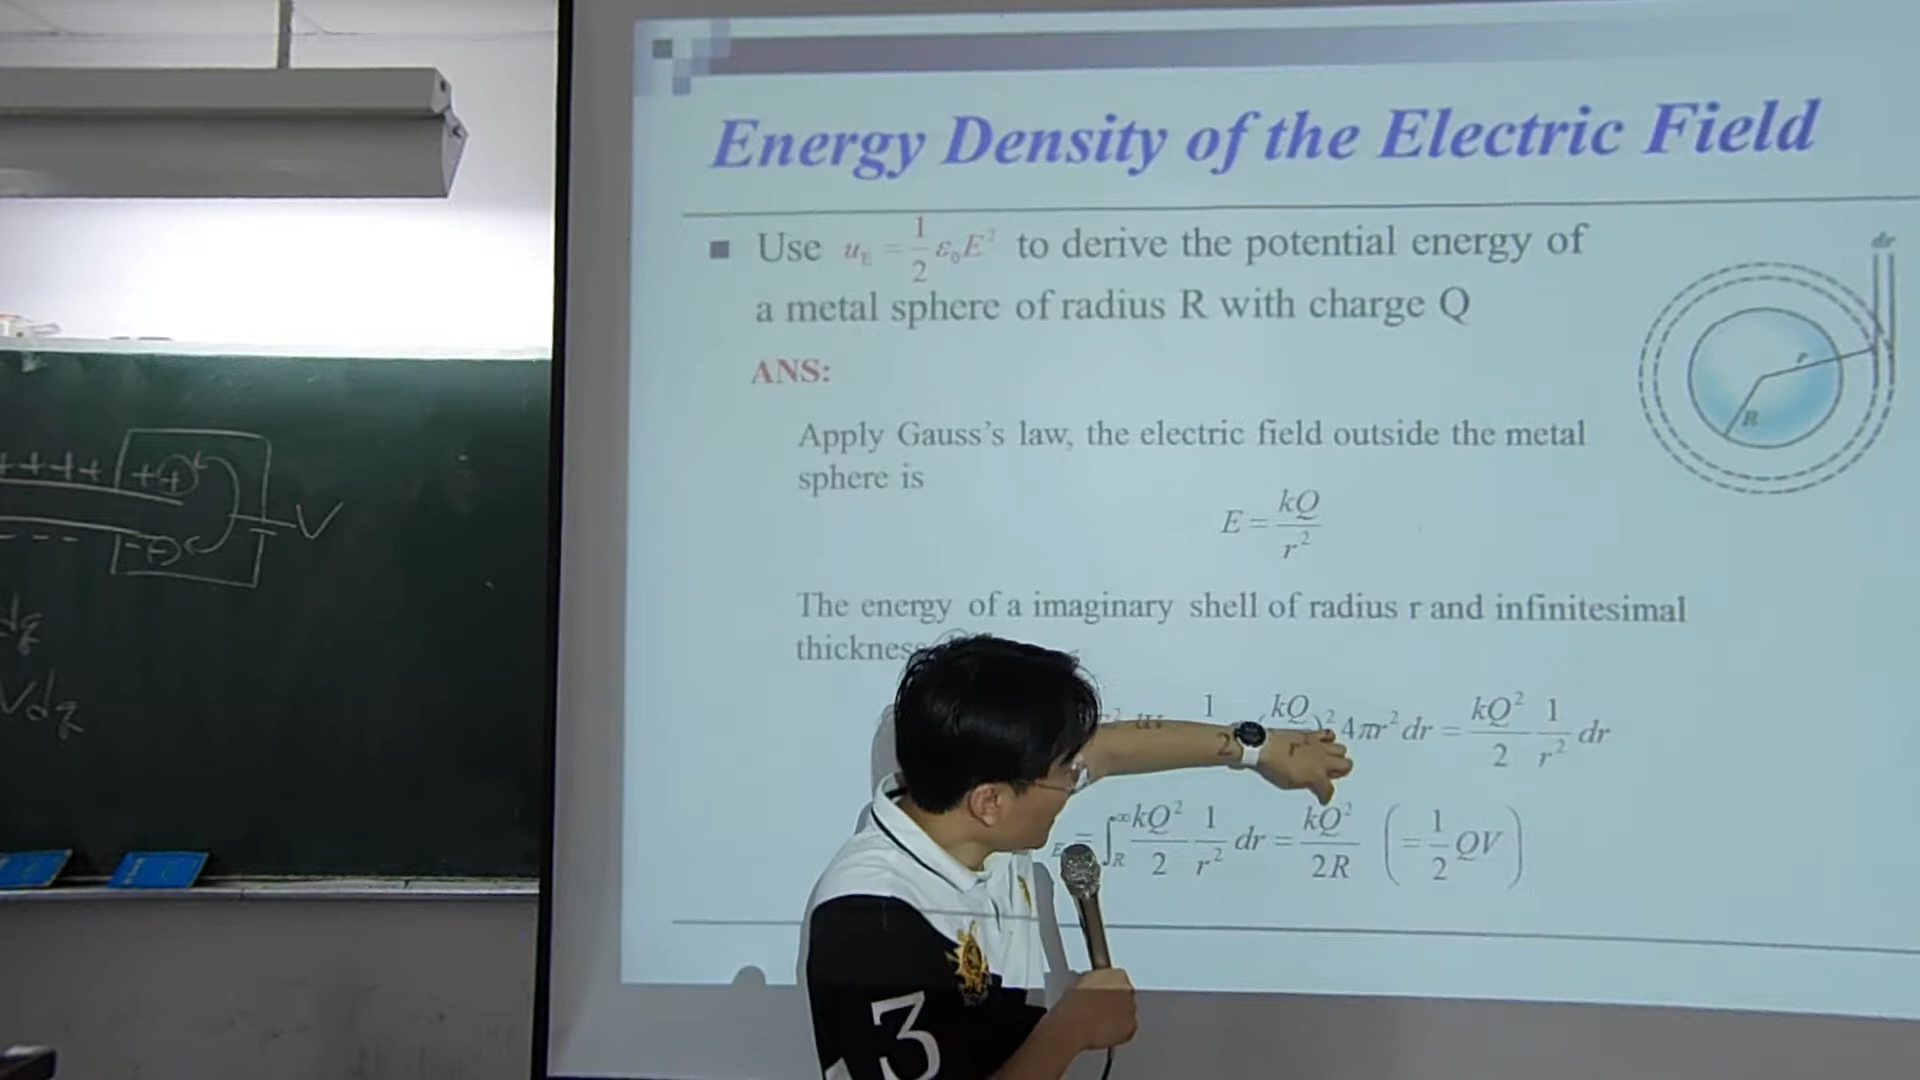 Energy Density of the Electric Field
Use u_E = 1/2 ε₀E² to derive the potential energy of
a metal sphere of radius R with charge Q
dr
r
R
ANS:
Apply Gauss's law, the electric field outside the metal
sphere is
E = kQ/r²
The energy of a imaginary shell of radius r and infinitesimal
thickness
1/2 (kQ/r²)² 4πr² dr = kQ²/2 1/r² dr
= ∫_R^∞ kQ²/2 1/r² dr = kQ²/2R (= 1/2 QV)
++++ ++ +
- - - -
V
dq
Vdq
3